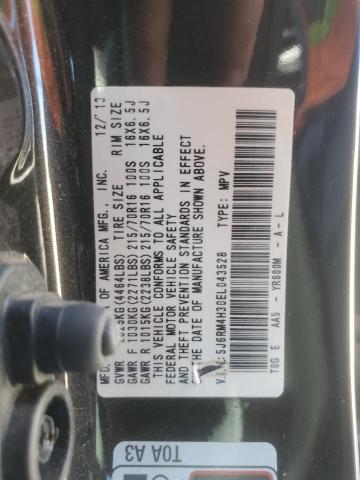 MFD. OF AMERICA MFG., INC. 12/13
GVWR 2025KG(4464LBS) TIRE SIZE RIM SIZE
GAWR F 1030KG(2271LBS) 215/70R16 100S 16X6.5J
GAWR R 1015KG(2238LBS) 215/70R16 100S 16X6.5J
THIS VEHICLE CONFORMS TO ALL APPLICABLE
FEDERAL MOTOR VEHICLE SAFETY
AND THEFT PREVENTION STANDARDS IN EFFECT
ON THE DATE OF MANUFACTURE SHOWN ABOVE.
V.I.N.:5J6RM4H30EL043528 TYPE: MPV
T0G E AA5 - YR600M - A - L
T0A A3